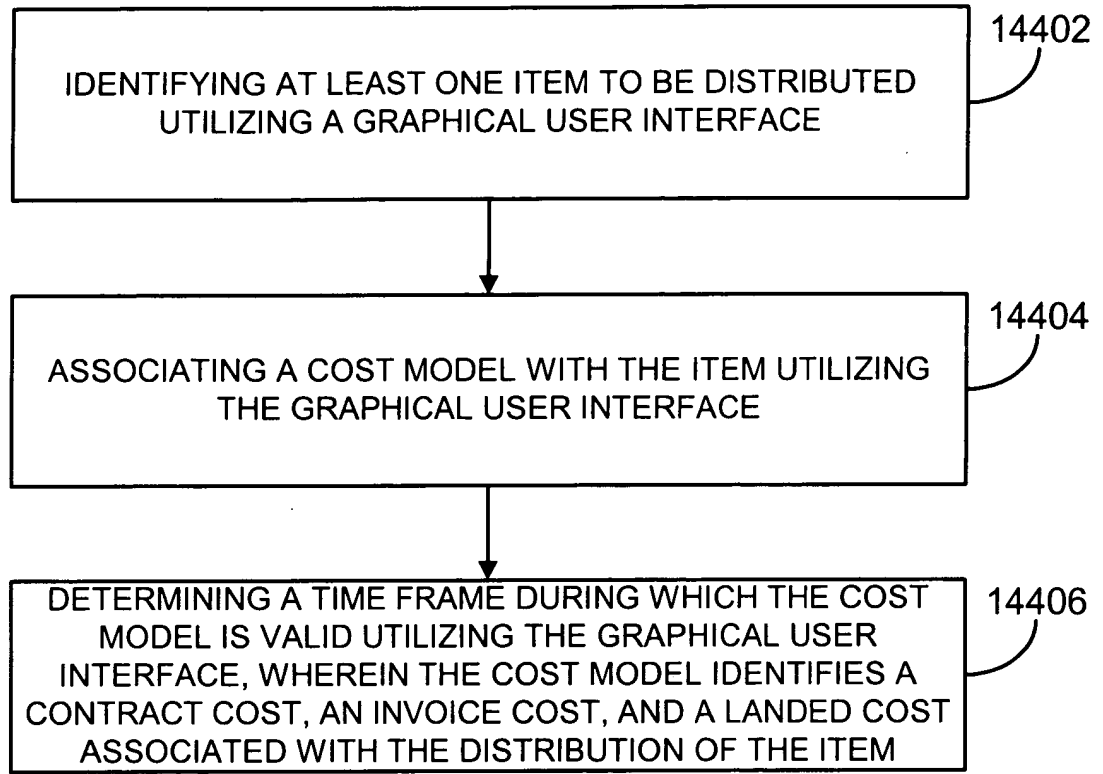 14402
IDENTIFYING AT LEAST ONE ITEM TO BE DISTRIBUTED
UTILIZING A GRAPHICAL USER INTERFACE
14404
ASSOCIATING A COST MODEL WITH THE ITEM UTILIZING
THE GRAPHICAL USER INTERFACE
14406
DETERMINING A TIME FRAME DURING WHICH THE COST
MODEL IS VALID UTILIZING THE GRAPHICAL USER
INTERFACE, WHEREIN THE COST MODEL IDENTIFIES A
CONTRACT COST, AN INVOICE COST, AND A LANDED COST
ASSOCIATED WITH THE DISTRIBUTION OF THE ITEM